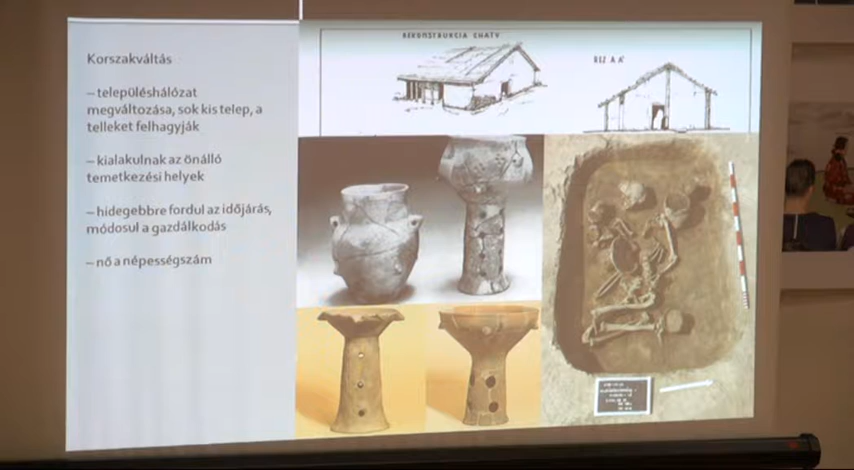 Korszakváltás
– településhálózat
megváltozása, sok kis telep, a
telleket felhagyják
– kialakulnak az önálló
temetkezési helyek
– hidegebbre fordul az időjárás,
módosul a gazdálkodás
– nő a népességszám
REKONSTRUKCIA CHATY
REZ A A'